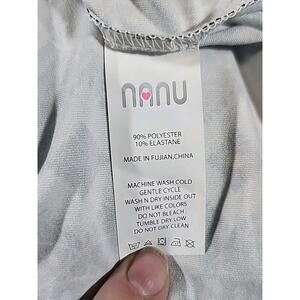 nanu
90% POLYESTER
10% ELASTANE
MADE IN FUJIAN,CHINA
MACHINE WASH COLD
GENTLE CYCLE
WASH N DRY INSIDE OUT
WITH LIKE COLORS
DO NOT BLEACH
TUMBLE DRY LOW
DO NOT DRY CLEAN